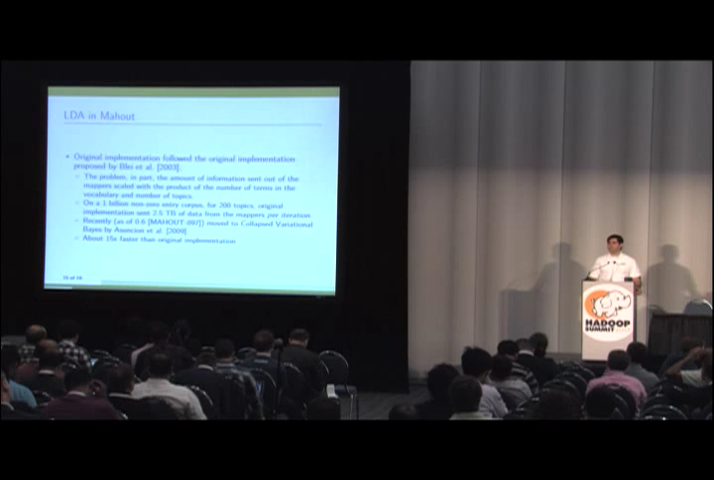 LDA in Mahout
• Original implementation followed the original implementation
proposed by Blei et al. [2003]
– The problem, in part, the amount of information sent out of the
mappers scaled with the product of the number of terms in the
vocabulary and number of topics.
– On a 1 billion non-zero entry corpus, for 200 topics, original
implementation sent 2.5 TB of data from the mappers per iteration.
– Recently (as of 0.6 [MAHOUT-897]) moved to Collapsed Variational
Bayes by Asuncion et al. [2009]
– About 15x faster than original implementation
HADOOP
SUMMIT